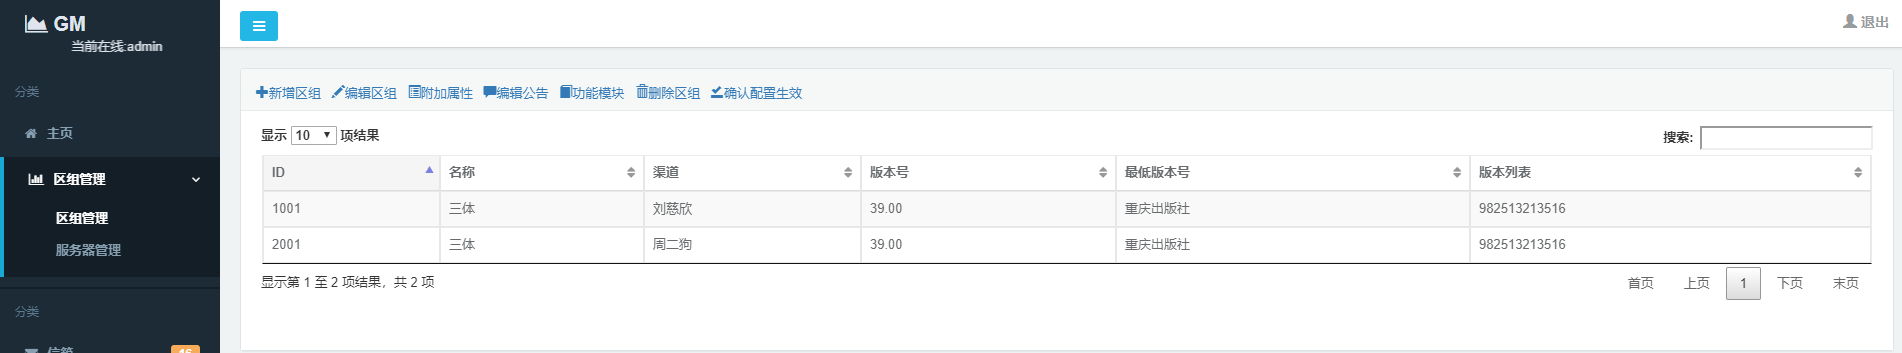 GM
当前在线:admin
退出
分类
主页
区组管理
区组管理
服务器管理
分类
信箱
16
新增区组 编辑区组 附加属性 编辑公告 功能模块 删除区组 确认配置生效
显示 10 项结果
搜索:
ID 名称 渠道 版本号 最低版本号 版本列表
1001 三体 刘慈欣 39.00 重庆出版社 982513213516
2001 三体 周二狗 39.00 重庆出版社 982513213516
显示第 1 至 2 项结果，共 2 项
首页 上页 1 下页 末页